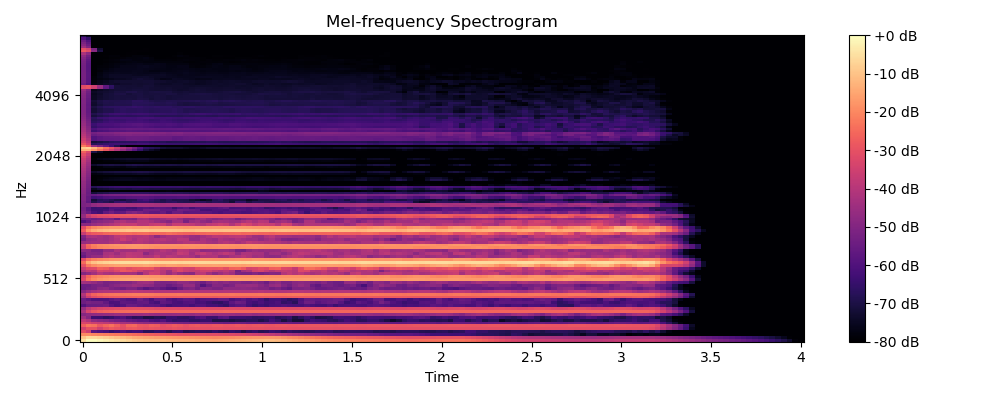 Mel-frequency Spectrogram
Hz
4096
2048
1024
512
0
0 0.5 1 1.5 2 2.5 3 3.5 4
Time
+0 dB
-10 dB
-20 dB
-30 dB
-40 dB
-50 dB
-60 dB
-70 dB
-80 dB